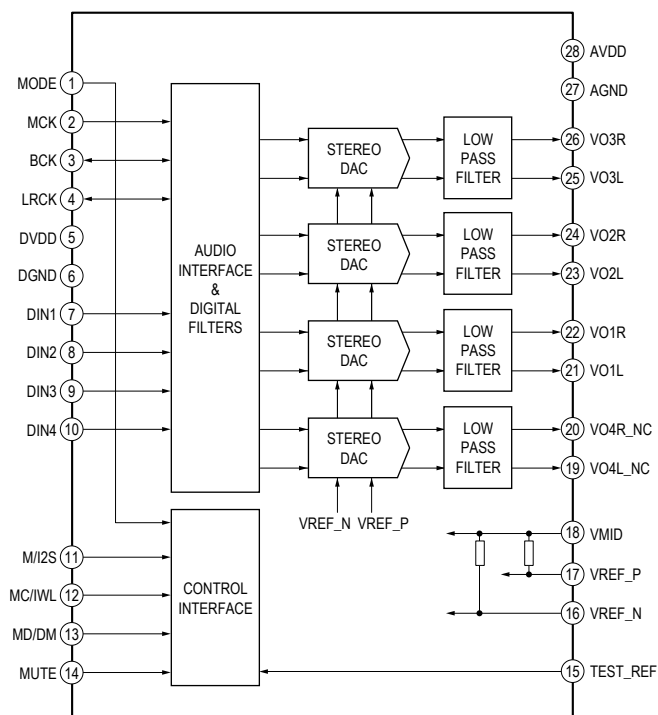 MODE 1
MCK 2
BCK 3
LRCK 4
DVDD 5
DGND 6
DIN1 7
DIN2 8
DIN3 9
DIN4 10
M/I2S 11
MC/IWL 12
MD/DM 13
MUTE 14
AUDIO
INTERFACE
&
DIGITAL
FILTERS
CONTROL
INTERFACE
STEREO
DAC
STEREO
DAC
STEREO
DAC
STEREO
DAC
VREF_N VREF_P
LOW
PASS
FILTER
LOW
PASS
FILTER
LOW
PASS
FILTER
LOW
PASS
FILTER
28 AVDD
27 AGND
26 VO3R
25 VO3L
24 VO2R
23 VO2L
22 VO1R
21 VO1L
20 VO4R_NC
19 VO4L_NC
18 VMID
17 VREF_P
16 VREF_N
15 TEST_REF